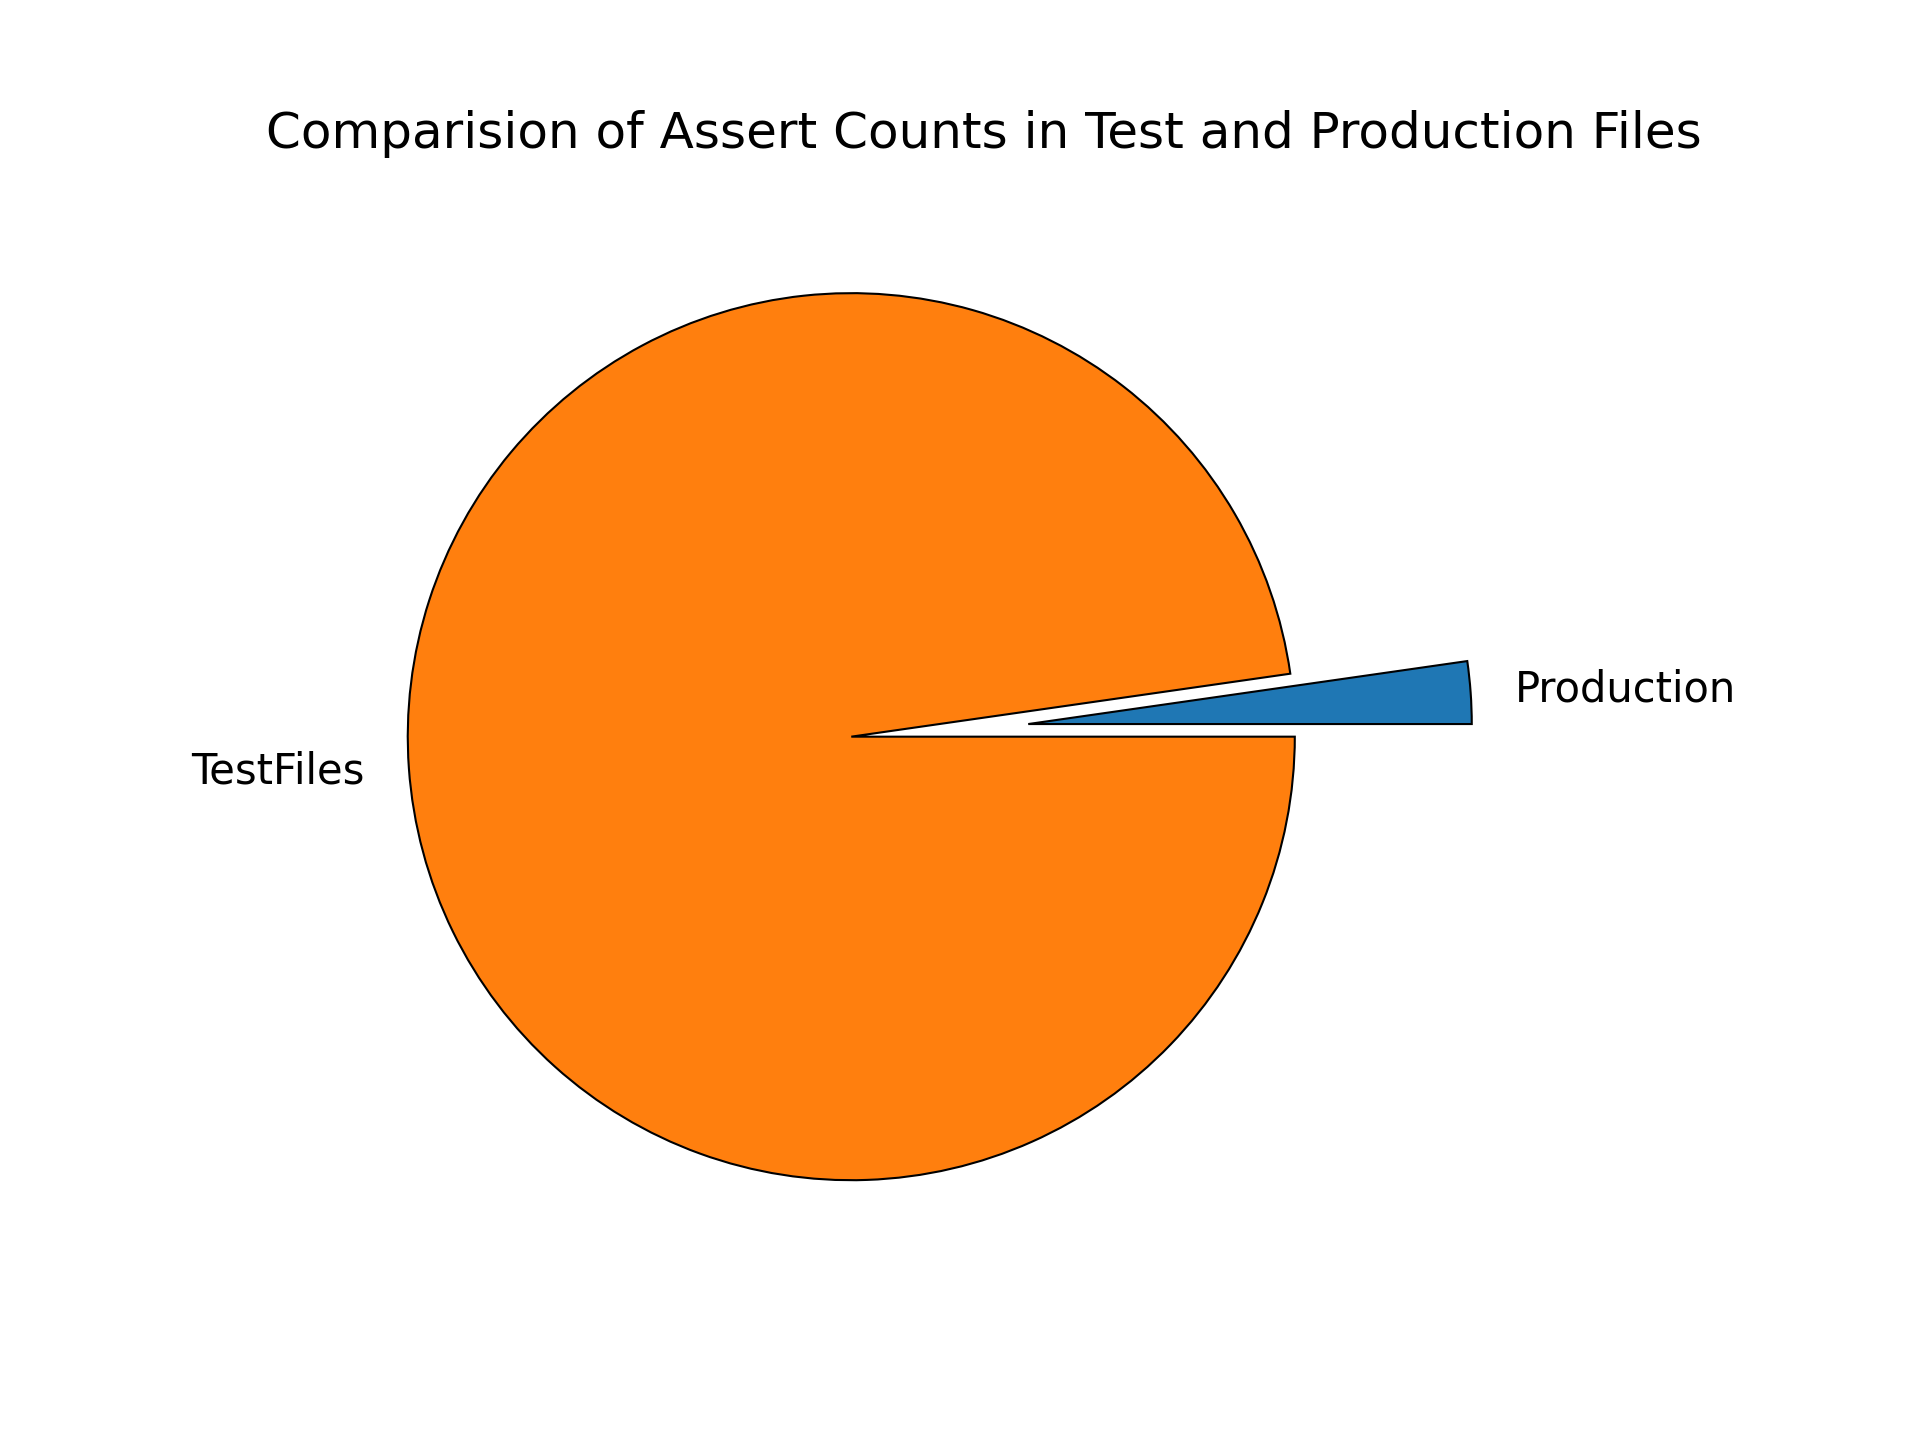 Comparision of Assert Counts in Test and Production Files
Production
TestFiles